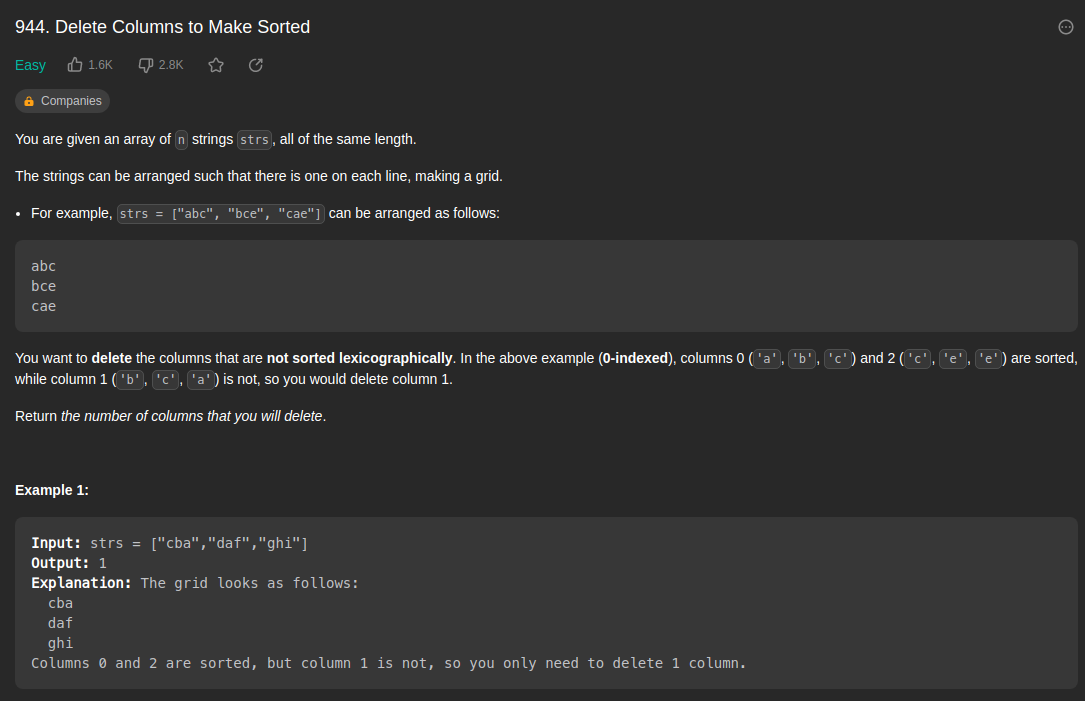 944. Delete Columns to Make Sorted
Easy 1.6K 2.8K
Companies
You are given an array of n strings strs, all of the same length.
The strings can be arranged such that there is one on each line, making a grid.
• For example, strs = ["abc", "bce", "cae"] can be arranged as follows:
abc
bce
cae
You want to delete the columns that are not sorted lexicographically. In the above example (0-indexed), columns 0 ('a', 'b', 'c') and 2 ('c', 'e', 'e') are sorted,
while column 1 ('b', 'c', 'a') is not, so you would delete column 1.
Return the number of columns that you will delete.
Example 1:
Input: strs = ["cba","daf","ghi"]
Output: 1
Explanation: The grid looks as follows:
cba
daf
ghi
Columns 0 and 2 are sorted, but column 1 is not, so you only need to delete 1 column.